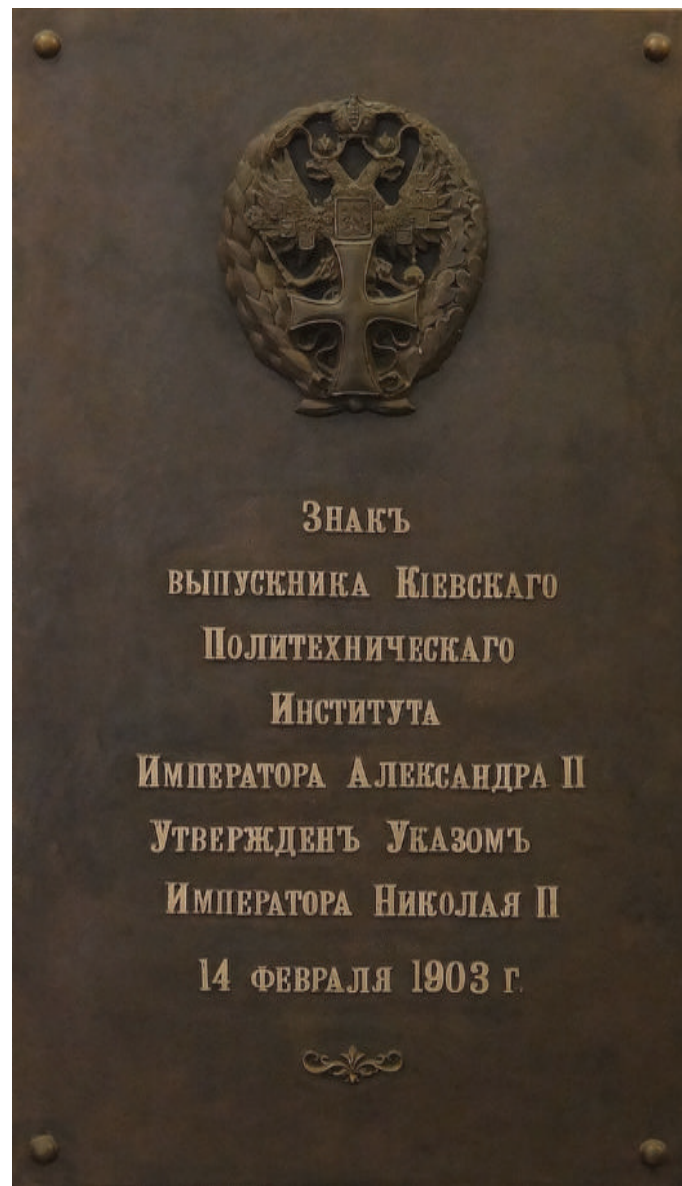 Знакъ
выпускника Кіевскаго
Политехническаго
Института
Императора Александра II
Утвержденъ Указомъ
Императора Николая II
14 февраля 1903 г.